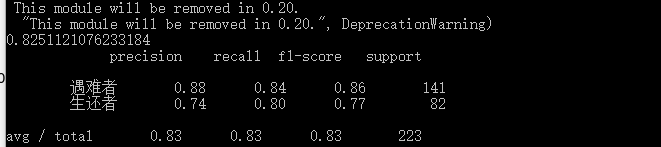 This module will be removed in 0.20.
"This module will be removed in 0.20.", DeprecationWarning)
0.8251121076233184
precision recall f1-score support
遇难者 0.88 0.84 0.86 141
生还者 0.74 0.80 0.77 82
avg / total 0.83 0.83 0.83 223